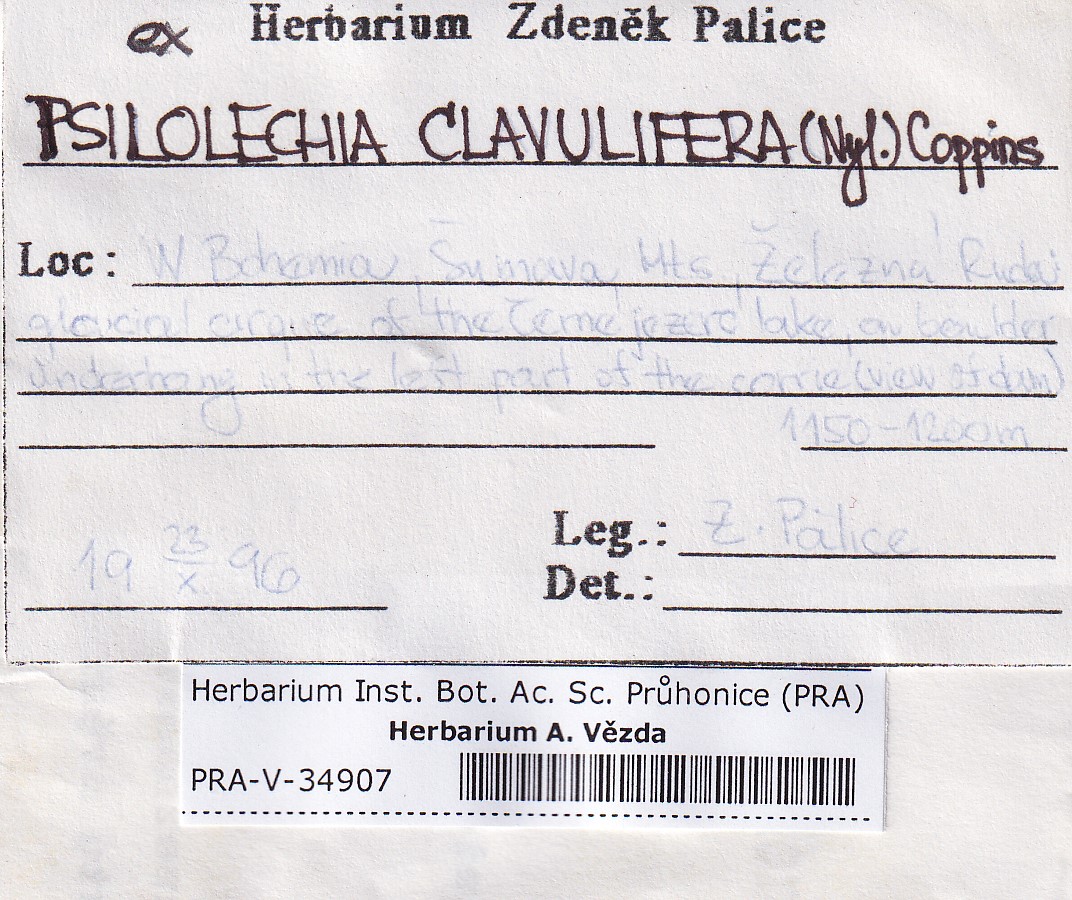 ex Herbarium Zdeněk Palice
PSILOLECHIA CLAVULIFERA (Nyl.) Coppins
Loc: W Bohemia, Šumava Mts., Železná Ruda:
glacial cirque of the Černé jezero lake, on boulder
underhang in the left part of the corrie (view of dam)
1150-1200m
19 23/X 96
Leg.: Z. Palice
Det.:
Herbarium Inst. Bot. Ac. Sc. Průhonice (PRA)
Herbarium A. Vězda
PRA-V-34907